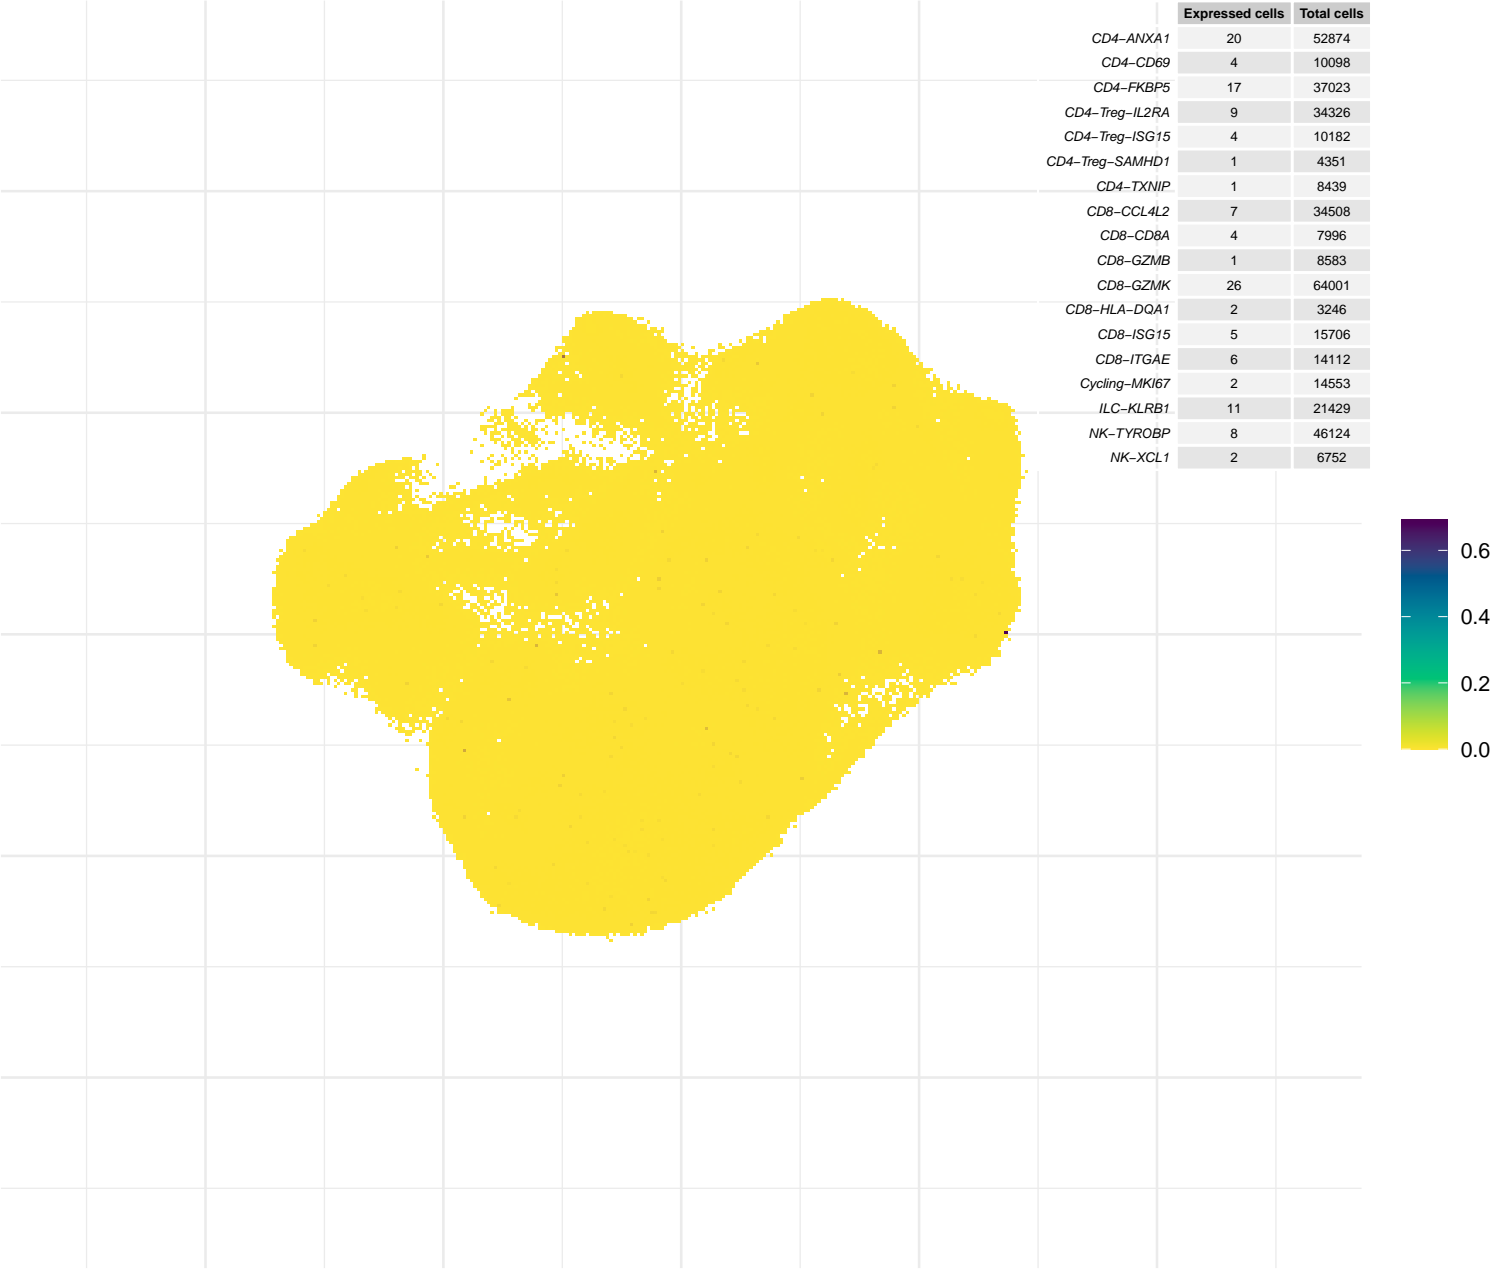 Expressed cells Total cells
CD4−ANXA1 20 52874
CD4−CD69 4 10098
CD4−FKBP5 17 37023
CD4−Treg−IL2RA 9 34326
CD4−Treg−ISG15 4 10182
CD4−Treg−SAMHD1 1 4351
CD4−TXNIP 1 8439
CD8−CCL4L2 7 34508
CD8−CD8A 4 7996
CD8−GZMB 1 8583
CD8−GZMK 26 64001
CD8−HLA−DQA1 2 3246
CD8−ISG15 5 15706
CD8−ITGAE 6 14112
Cycling−MKI67 2 14553
ILC−KLRB1 11 21429
NK−TYROBP 8 46124
NK−XCL1 2 6752
0.6
0.4
0.2
0.0